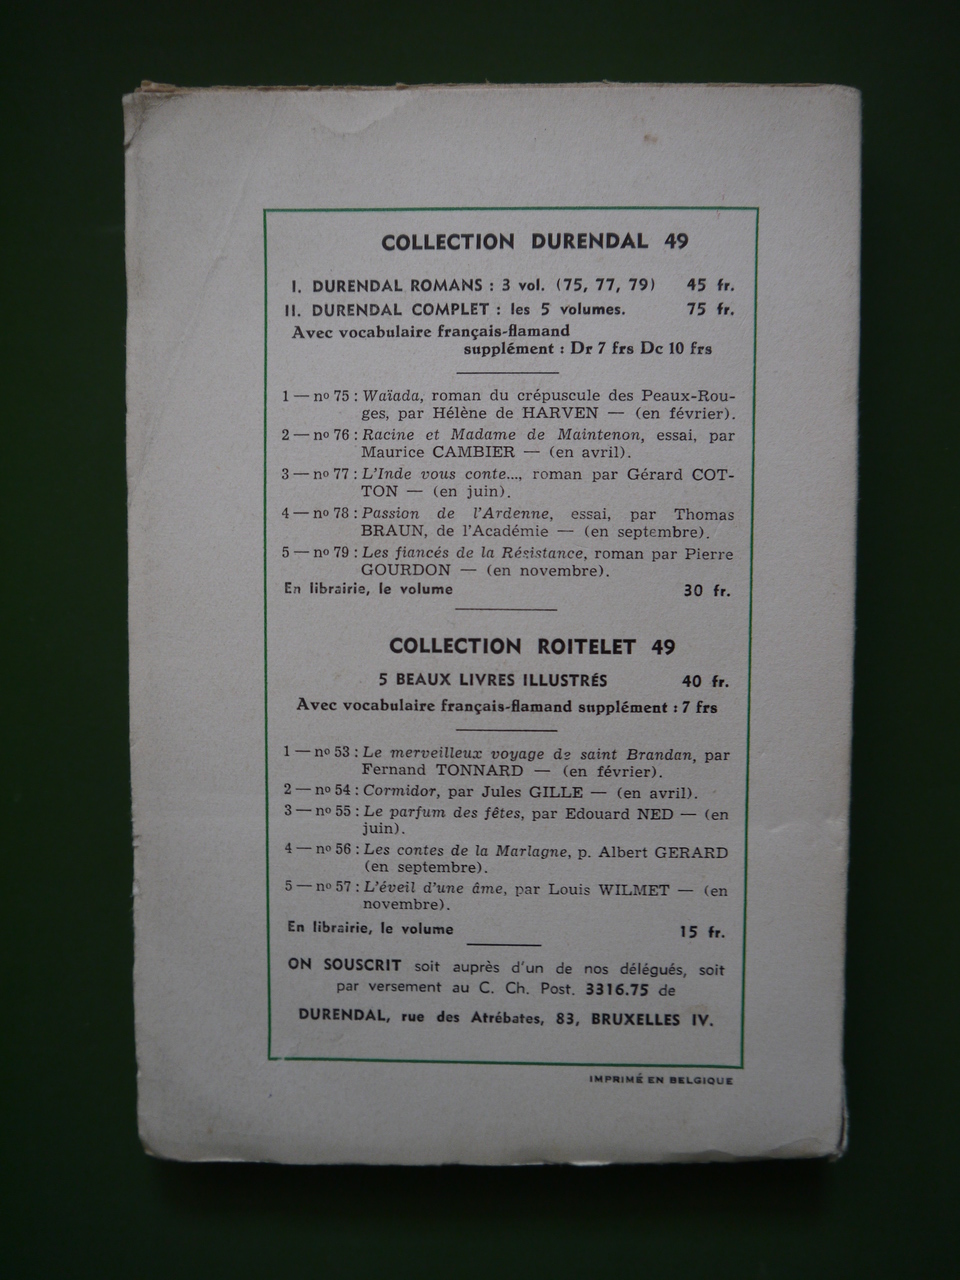 COLLECTION DURENDAL 49
I. DURENDAL ROMANS : 3 vol. (75, 77, 79) 45 fr.
II. DURENDAL COMPLET : les 5 volumes. 75 fr.
Avec vocabulaire français-flamand
supplément : Dr 7 frs Dc 10 frs
1 — nº 75 : Waïada, roman du crépuscule des Peaux-Rou-
ges, par Hélène de HARVEN — (en février).
2 — nº 76 : Racine et Madame de Maintenon, essai, par
Maurice CAMBIER — (en avril).
3 — nº 77 : L'Inde vous conte..., roman par Gérard COT-
TON — (en juin).
4 — nº 78 : Passion de l'Ardenne, essai, par Thomas
BRAUN, de l'Académie — (en septembre).
5 — nº 79 : Les fiancés de la Résistance, roman par Pierre
GOURDON — (en novembre).
En librairie, le volume 30 fr.
COLLECTION ROITELET 49
5 BEAUX LIVRES ILLUSTRÉS 40 fr.
Avec vocabulaire français-flamand supplément : 7 frs
1 — nº 53 : Le merveilleux voyage de saint Brandan, par
Fernand TONNARD — (en février).
2 — nº 54 : Cormidor, par Jules GILLE — (en avril).
3 — nº 55 : Le parfum des fêtes, par Edouard NED — (en
juin).
4 — nº 56 : Les contes de la Marlagne, p. Albert GERARD
(en septembre).
5 — nº 57 : L'éveil d'une âme, par Louis WILMET — (en
novembre).
En librairie, le volume 15 fr.
ON SOUSCRIT soit auprès d'un de nos délégués, soit
par versement au C. Ch. Post. 3316.75 de
DURENDAL, rue des Atrébates, 83, BRUXELLES IV.
IMPRIMÉ EN BELGIQUE